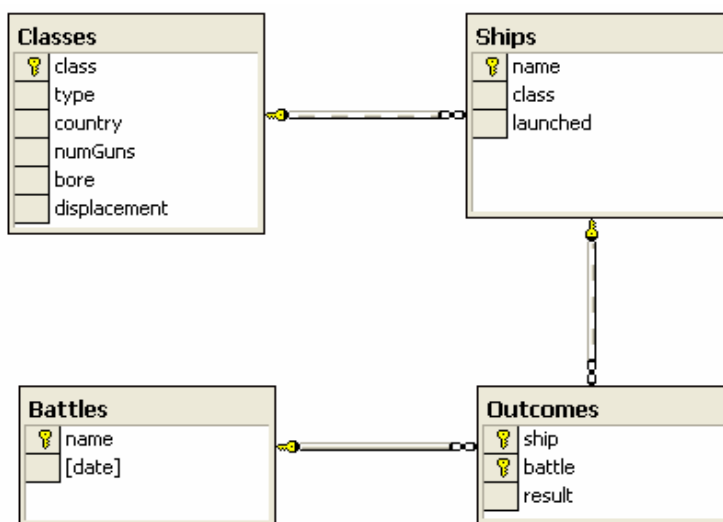 Classes
class
type
country
numGuns
bore
displacement
Ships
name
class
launched
Battles
name
[date]
Outcomes
ship
battle
result